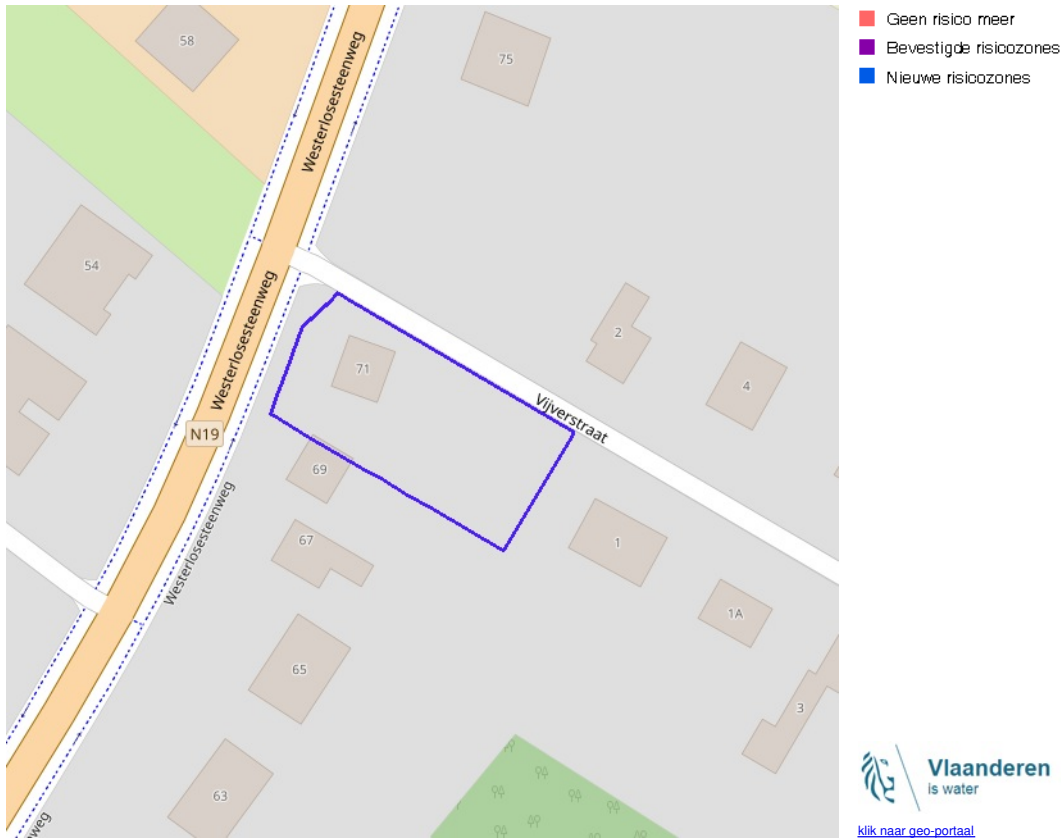 58
75
Westerlosesteenweg
54
Westerlosesteenweg
2
71
4
Vijverstraat
N19
69
Westerlosesteenweg
67
1
1A
65
3
63
weg
Geen risico meer
Bevestigde risicozones
Nieuwe risicozones
Vlaanderen
is water
klik naar geo-portaal